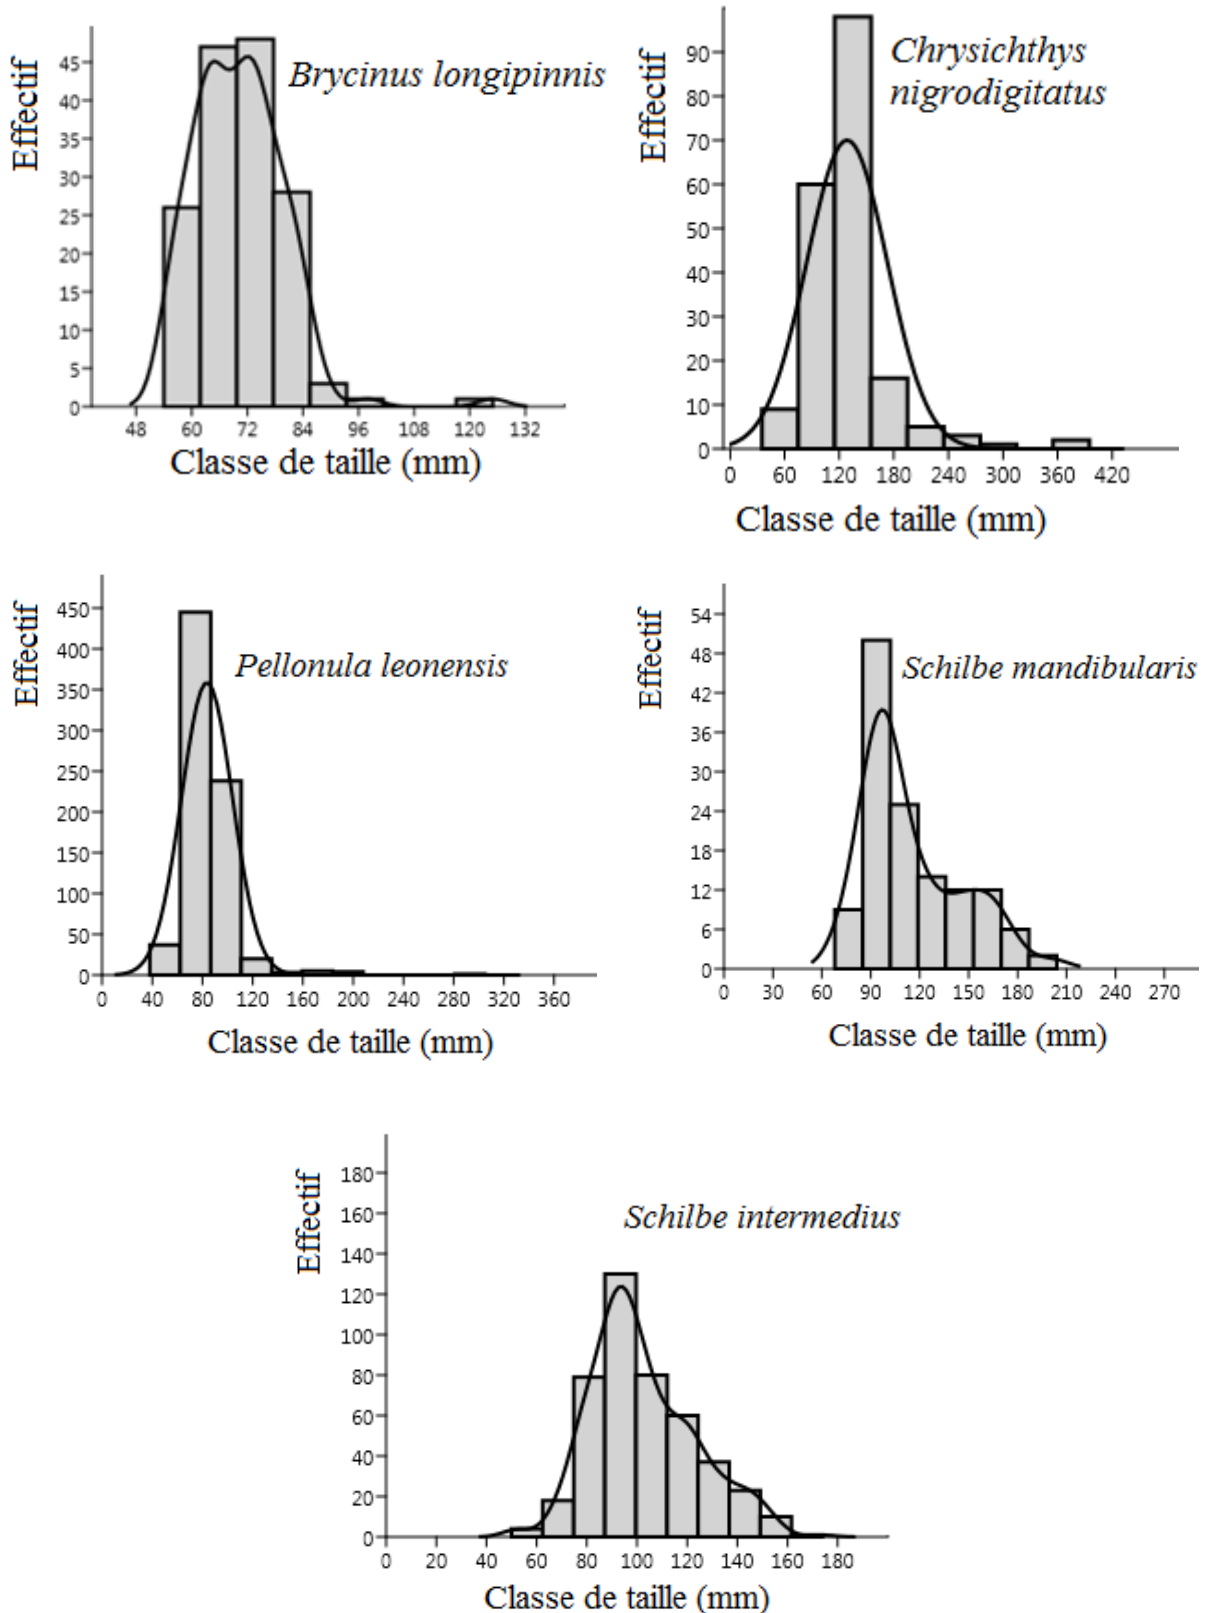 Effectif
Brycinus longipinnis
45
40
35
30
25
20
15
10
5
0
48 60 72 84 96 108 120 132
Classe de taille (mm)
Effectif
Chrysichthys
nigrodigitatus
90
80
70
60
50
40
30
20
10
0
0 60 120 180 240 300 360 420
Classe de taille (mm)
Effectif
Pellonula leonensis
450
400
350
300
250
200
150
100
50
0
0 40 80 120 160 200 240 280 320 360
Classe de taille (mm)
Effectif
Schilbe mandibularis
54
48
42
36
30
24
18
12
6
0
0 30 60 90 120 150 180 210 240 270
Classe de taille (mm)
Effectif
Schilbe intermedius
180
160
140
120
100
80
60
40
20
0
0 20 40 60 80 100 120 140 160 180
Classe de taille (mm)